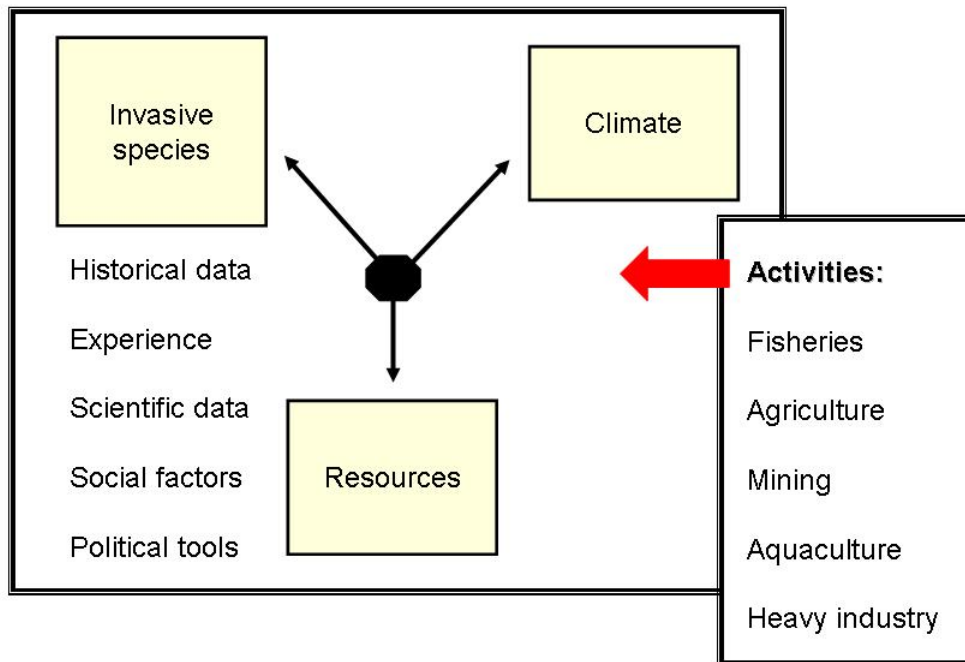 Invasive
species
Climate
Historical data
Experience
Scientific data
Social factors
Political tools
Resources
Activities:
Fisheries
Agriculture
Mining
Aquaculture
Heavy industry